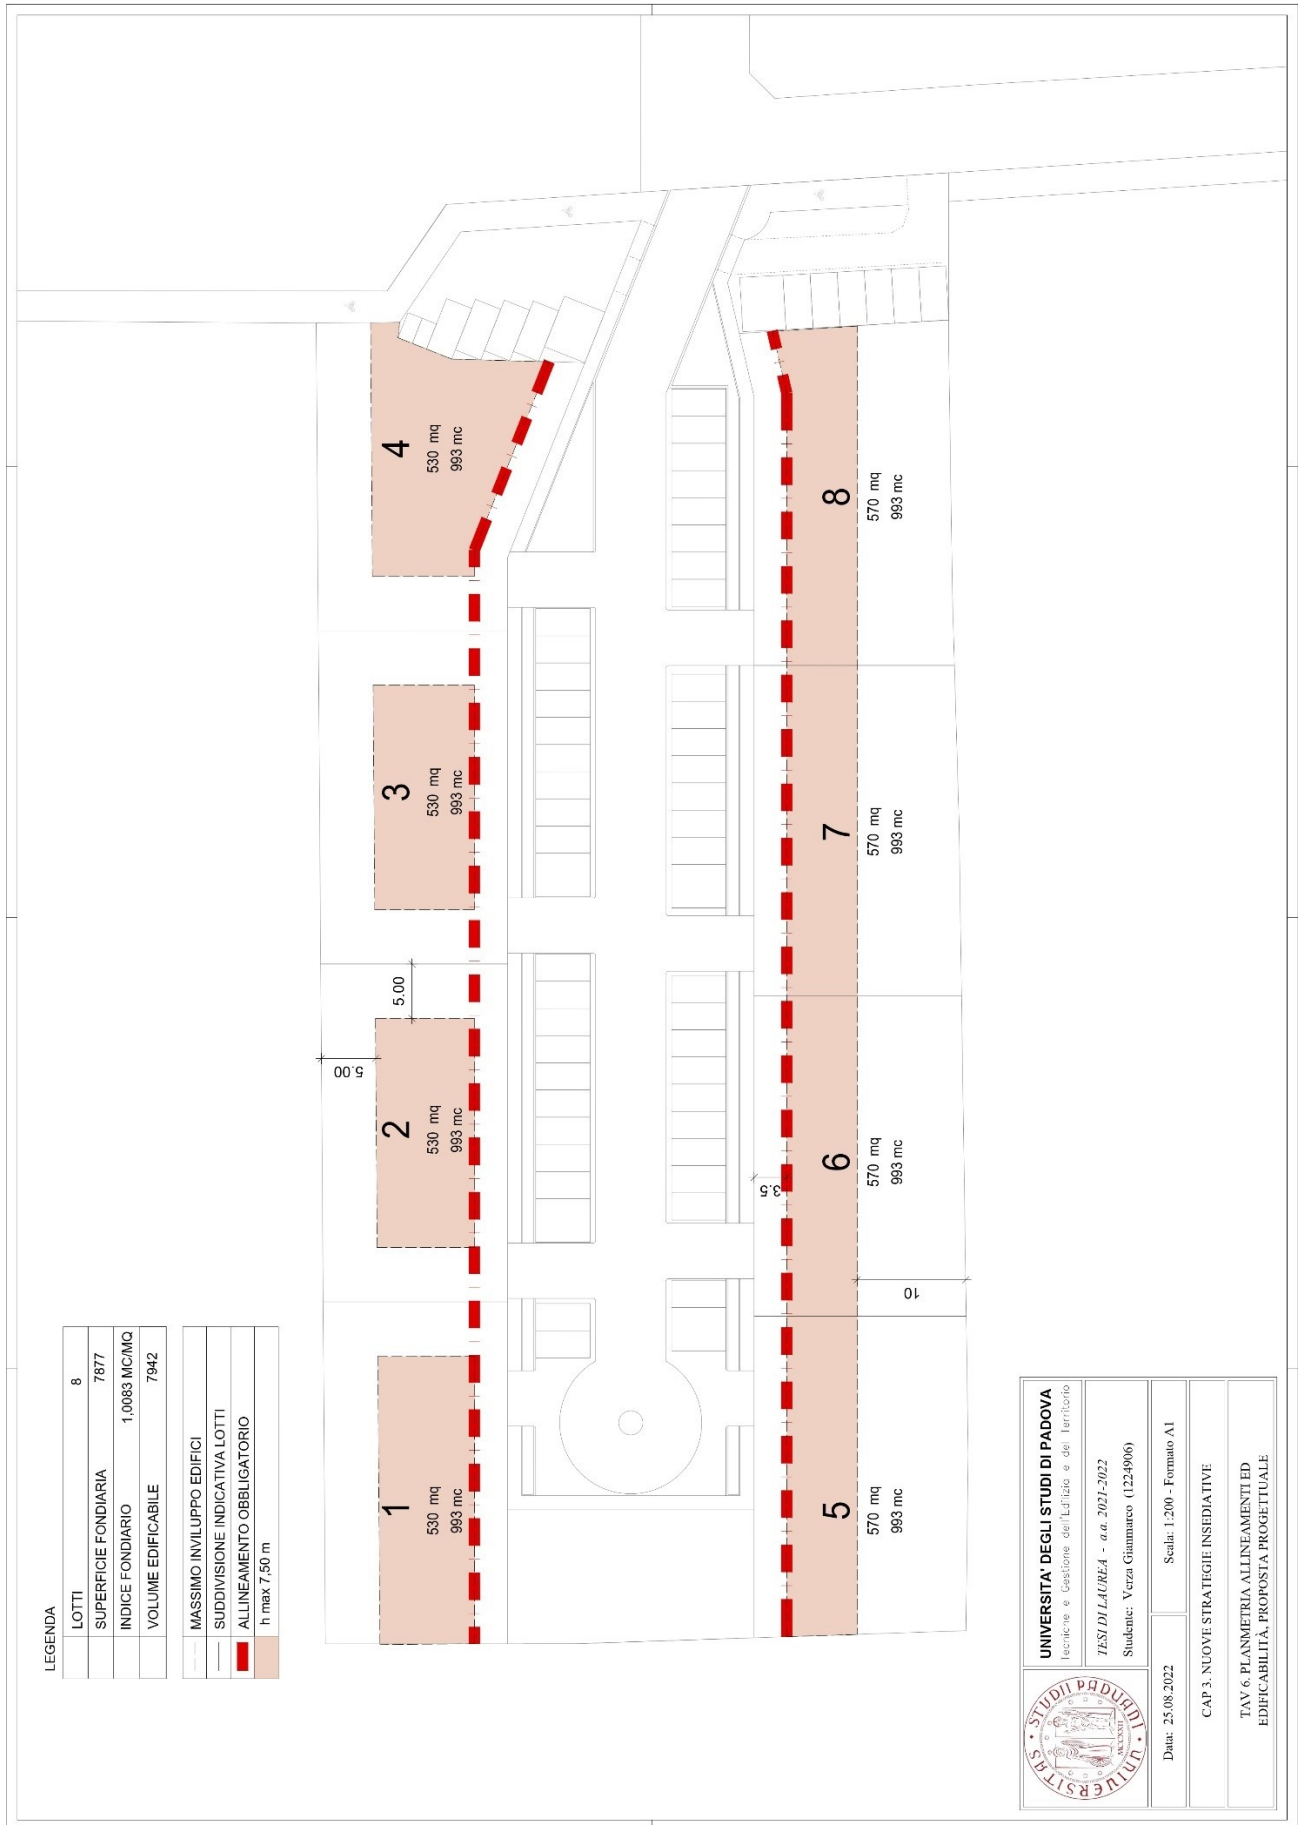 LEGENDA
LOTTI 8
SUPERFICIE FONDIARIA 7877
INDICE FONDIARIO 1,0083 MC/MQ
VOLUME EDIFICABILE 7942
MASSIMO INVILUPPO EDIFICI
SUDDIVISIONE INDICATIVA LOTTI
ALLINEAMENTO OBBLIGATORIO
h max 7,50 m
1
530 mq
993 mc
2
530 mq
993 mc
3
530 mq
993 mc
4
530 mq
993 mc
5.00
5.00
3.5
10
5
570 mq
993 mc
6
570 mq
993 mc
7
570 mq
993 mc
8
570 mq
993 mc
UNIVERSITAS • STUDII PADUANI •
MCCXXII
UNIVERSITA' DEGLI STUDI DI PADOVA
Tecniche e Gestione dell'Edilizia e del Territorio
TESI DI LAUREA - a.a. 2021-2022
Studente: Verza Gianmarco (1224906)
Data: 25.08.2022
Scala: 1:200 - Formato A1
CAP 3. NUOVE STRATEGIE INSEDIATIVE
TAV 6. PLANIMETRIA ALLINEAMENTI ED
EDIFICABILITÀ, PROPOSTA PROGETTUALE